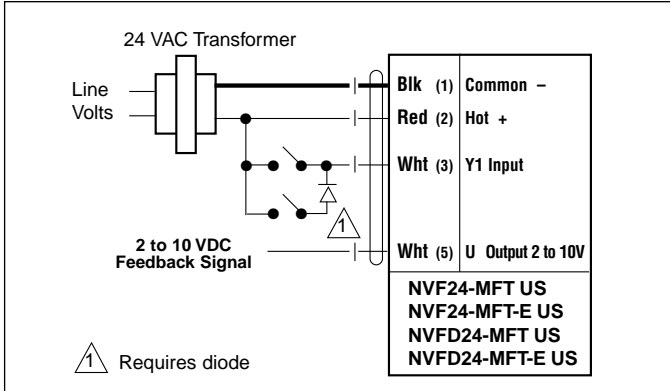 24 VAC Transformer
Line
Volts
Blk (1) Common –
Red (2) Hot +
Wht (3) Y1 Input
1
2 to 10 VDC
Feedback Signal
Wht (5) U Output 2 to 10V
NVF24-MFT US
NVF24-MFT-E US
NVFD24-MFT US
NVFD24-MFT-E US
1 Requires diode